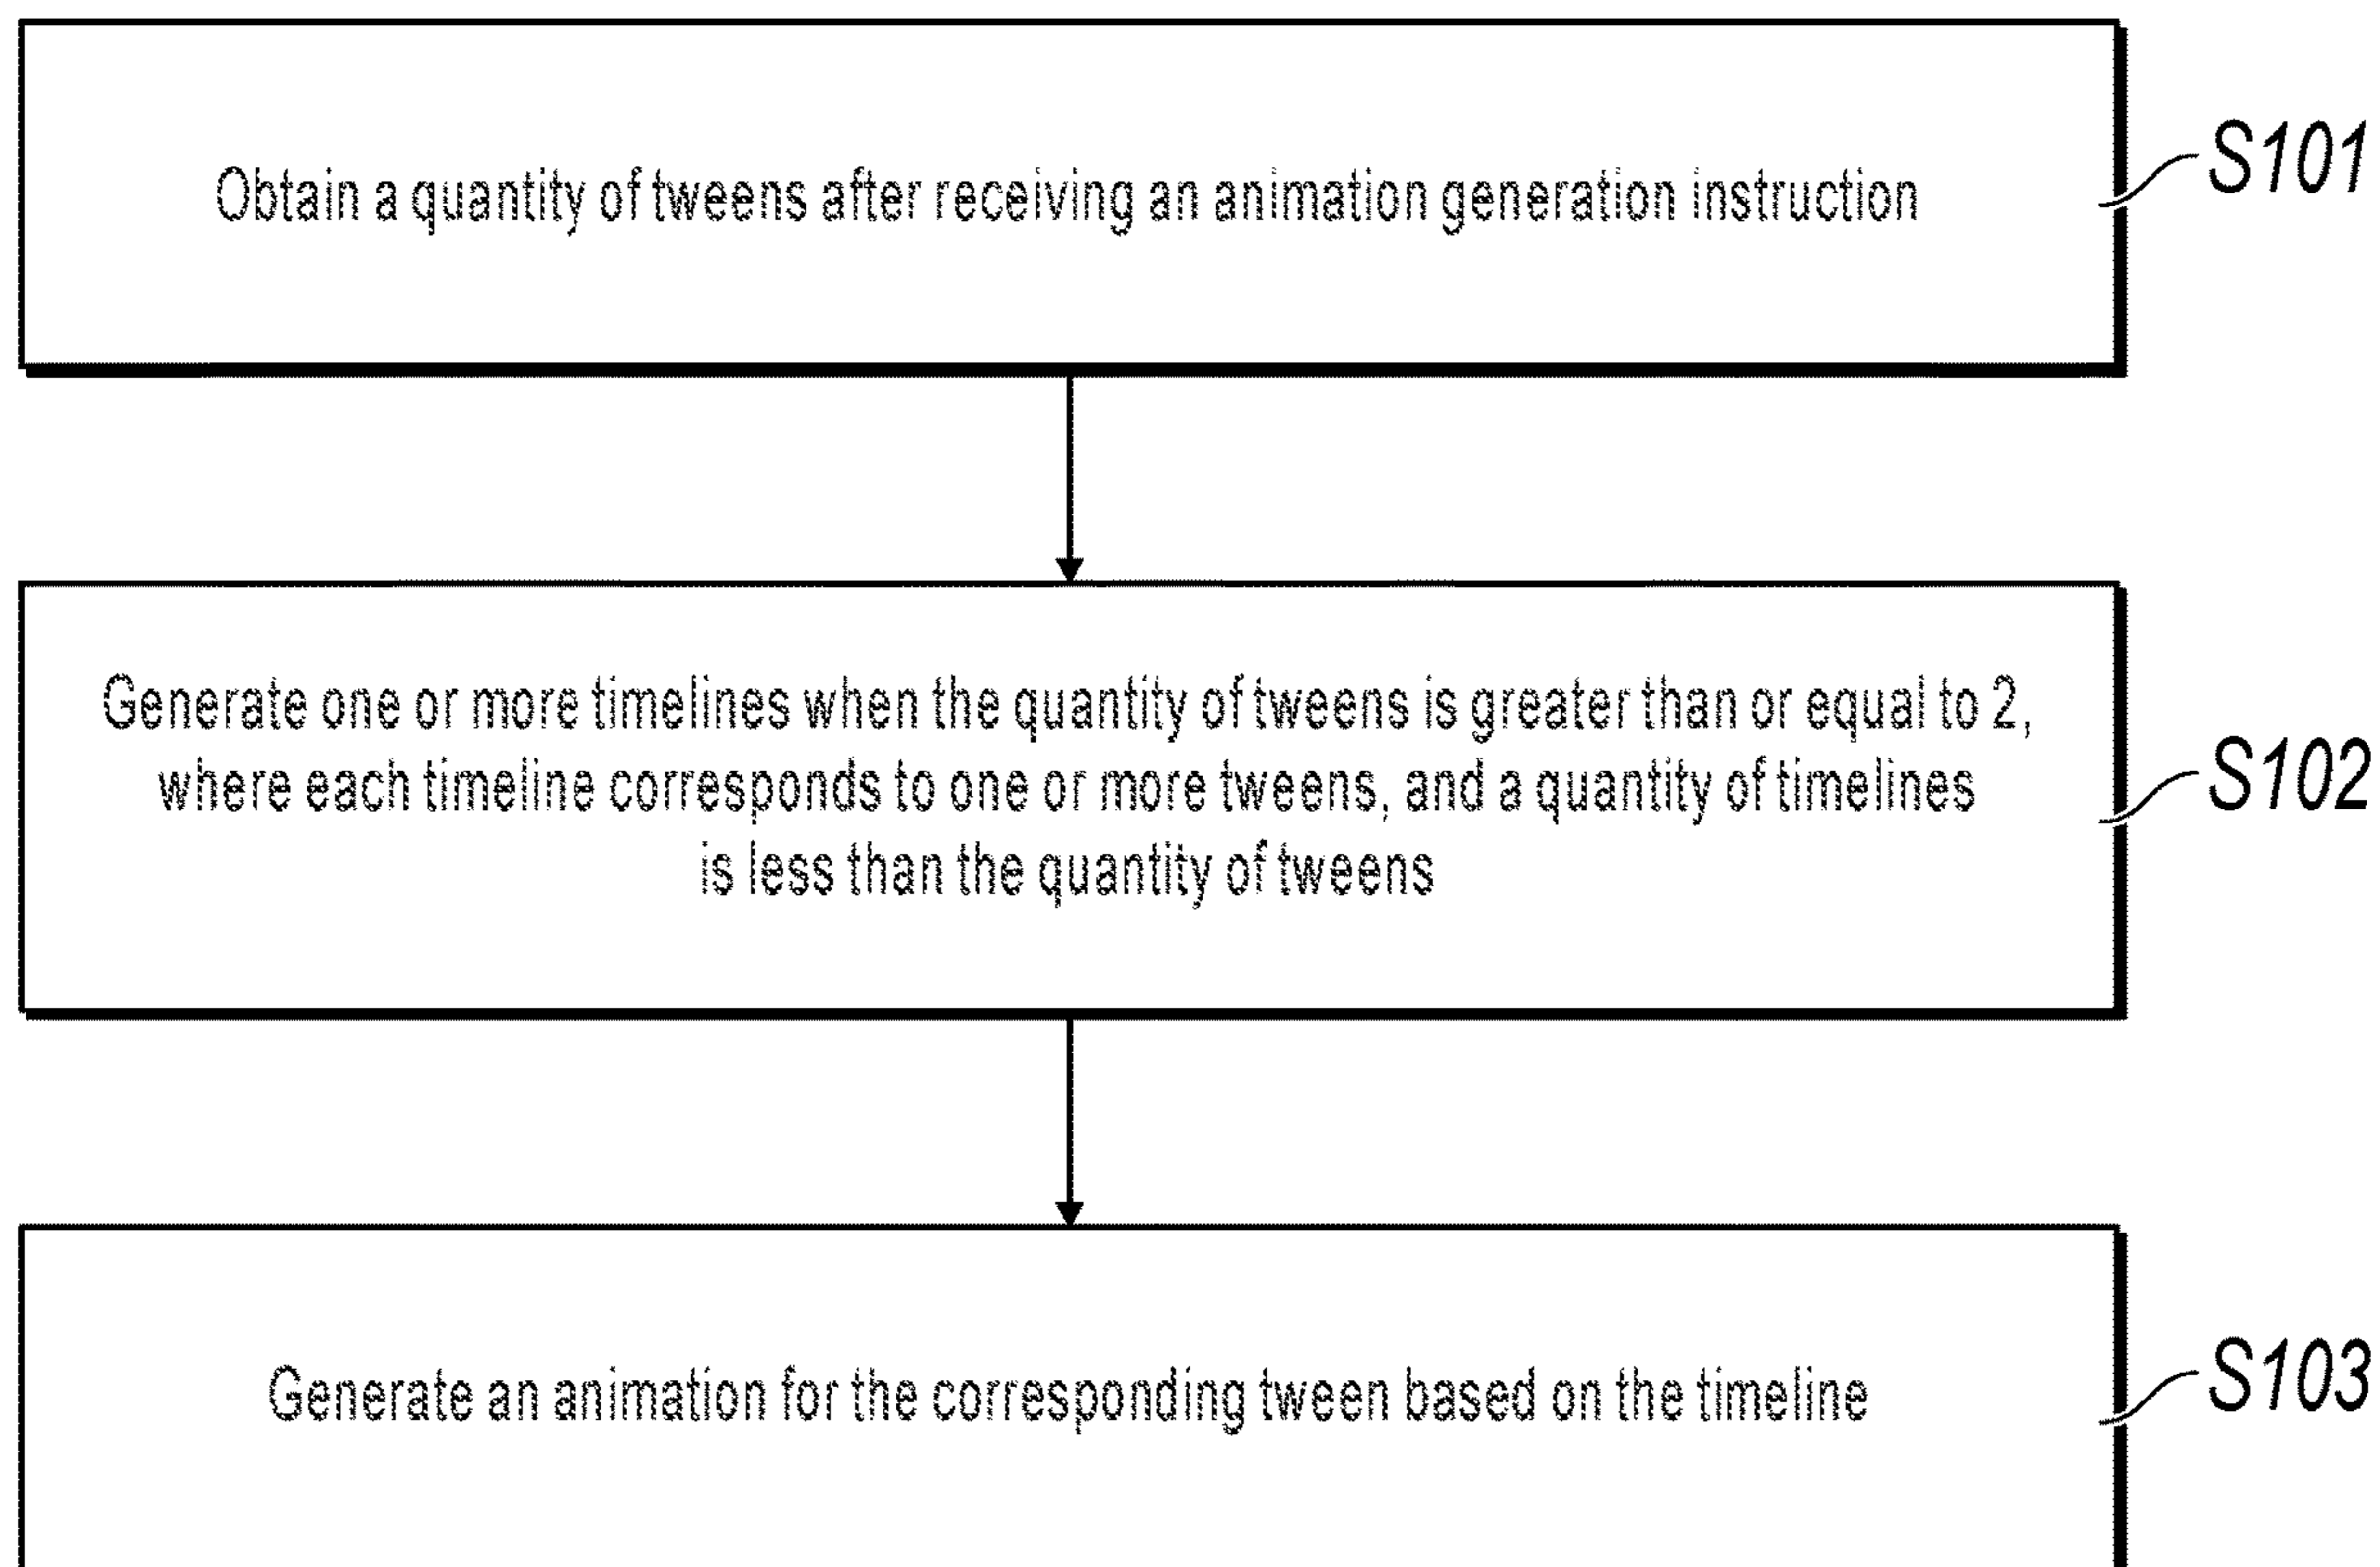 Obtain a quantity of tweens after receiving an animation generation instruction
S101
Generate one or more timelines when the quantity of tweens is greater than or equal to 2,
where each timeline corresponds to one or more tweens, and a quantity of timelines
is less than the quantity of tweens
S102
Generate an animation for the corresponding tween based on the timeline
S103